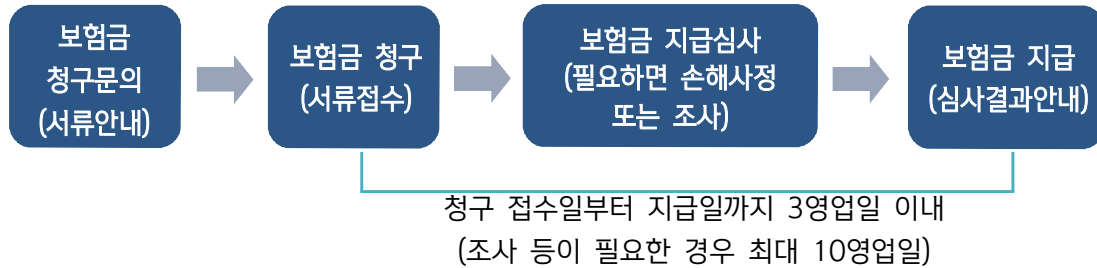 보험금
청구문의
(서류안내)
보험금 청구
(서류접수)
보험금 지급심사
(필요하면 손해사정
또는 조사)
보험금 지급
(심사결과안내)
청구 접수일부터 지급일까지 3영업일 이내
(조사 등이 필요한 경우 최대 10영업일)